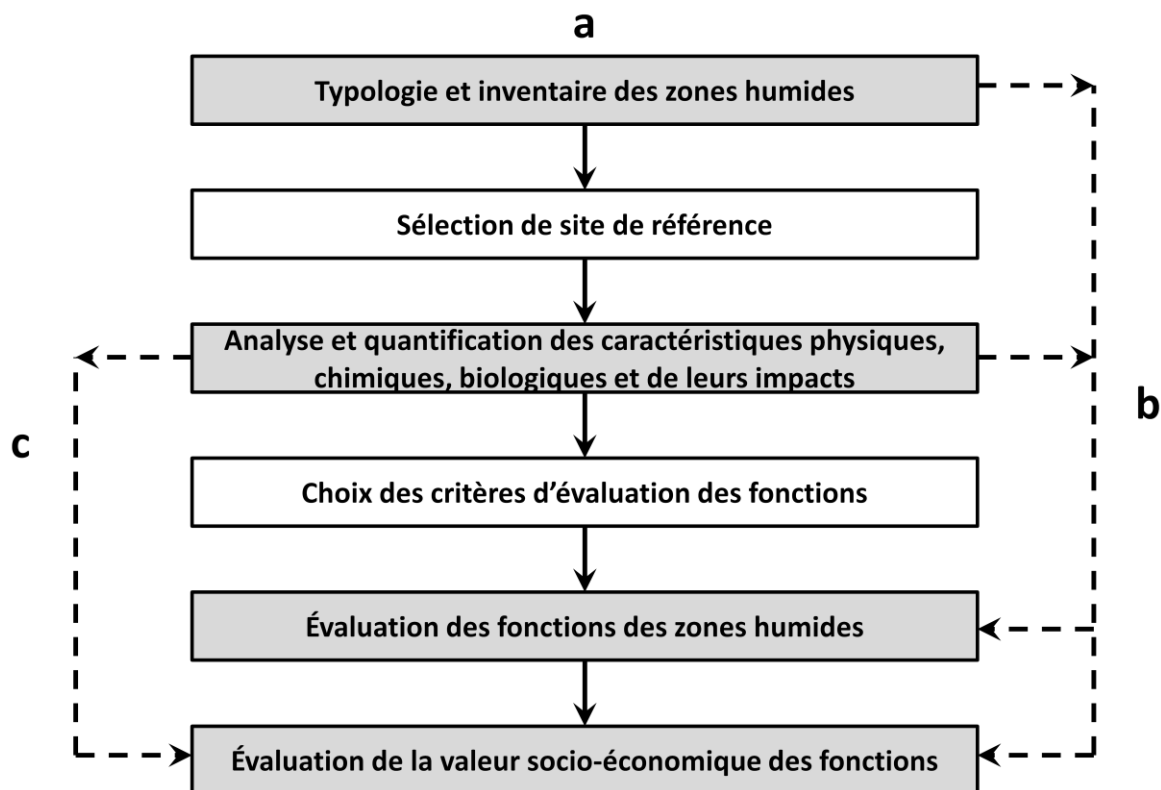 a
Typologie et inventaire des zones humides
Sélection de site de référence
Analyse et quantification des caractéristiques physiques,
chimiques, biologiques et de leurs impacts
c
b
Choix des critères d’évaluation des fonctions
Évaluation des fonctions des zones humides
Évaluation de la valeur socio-économique des fonctions